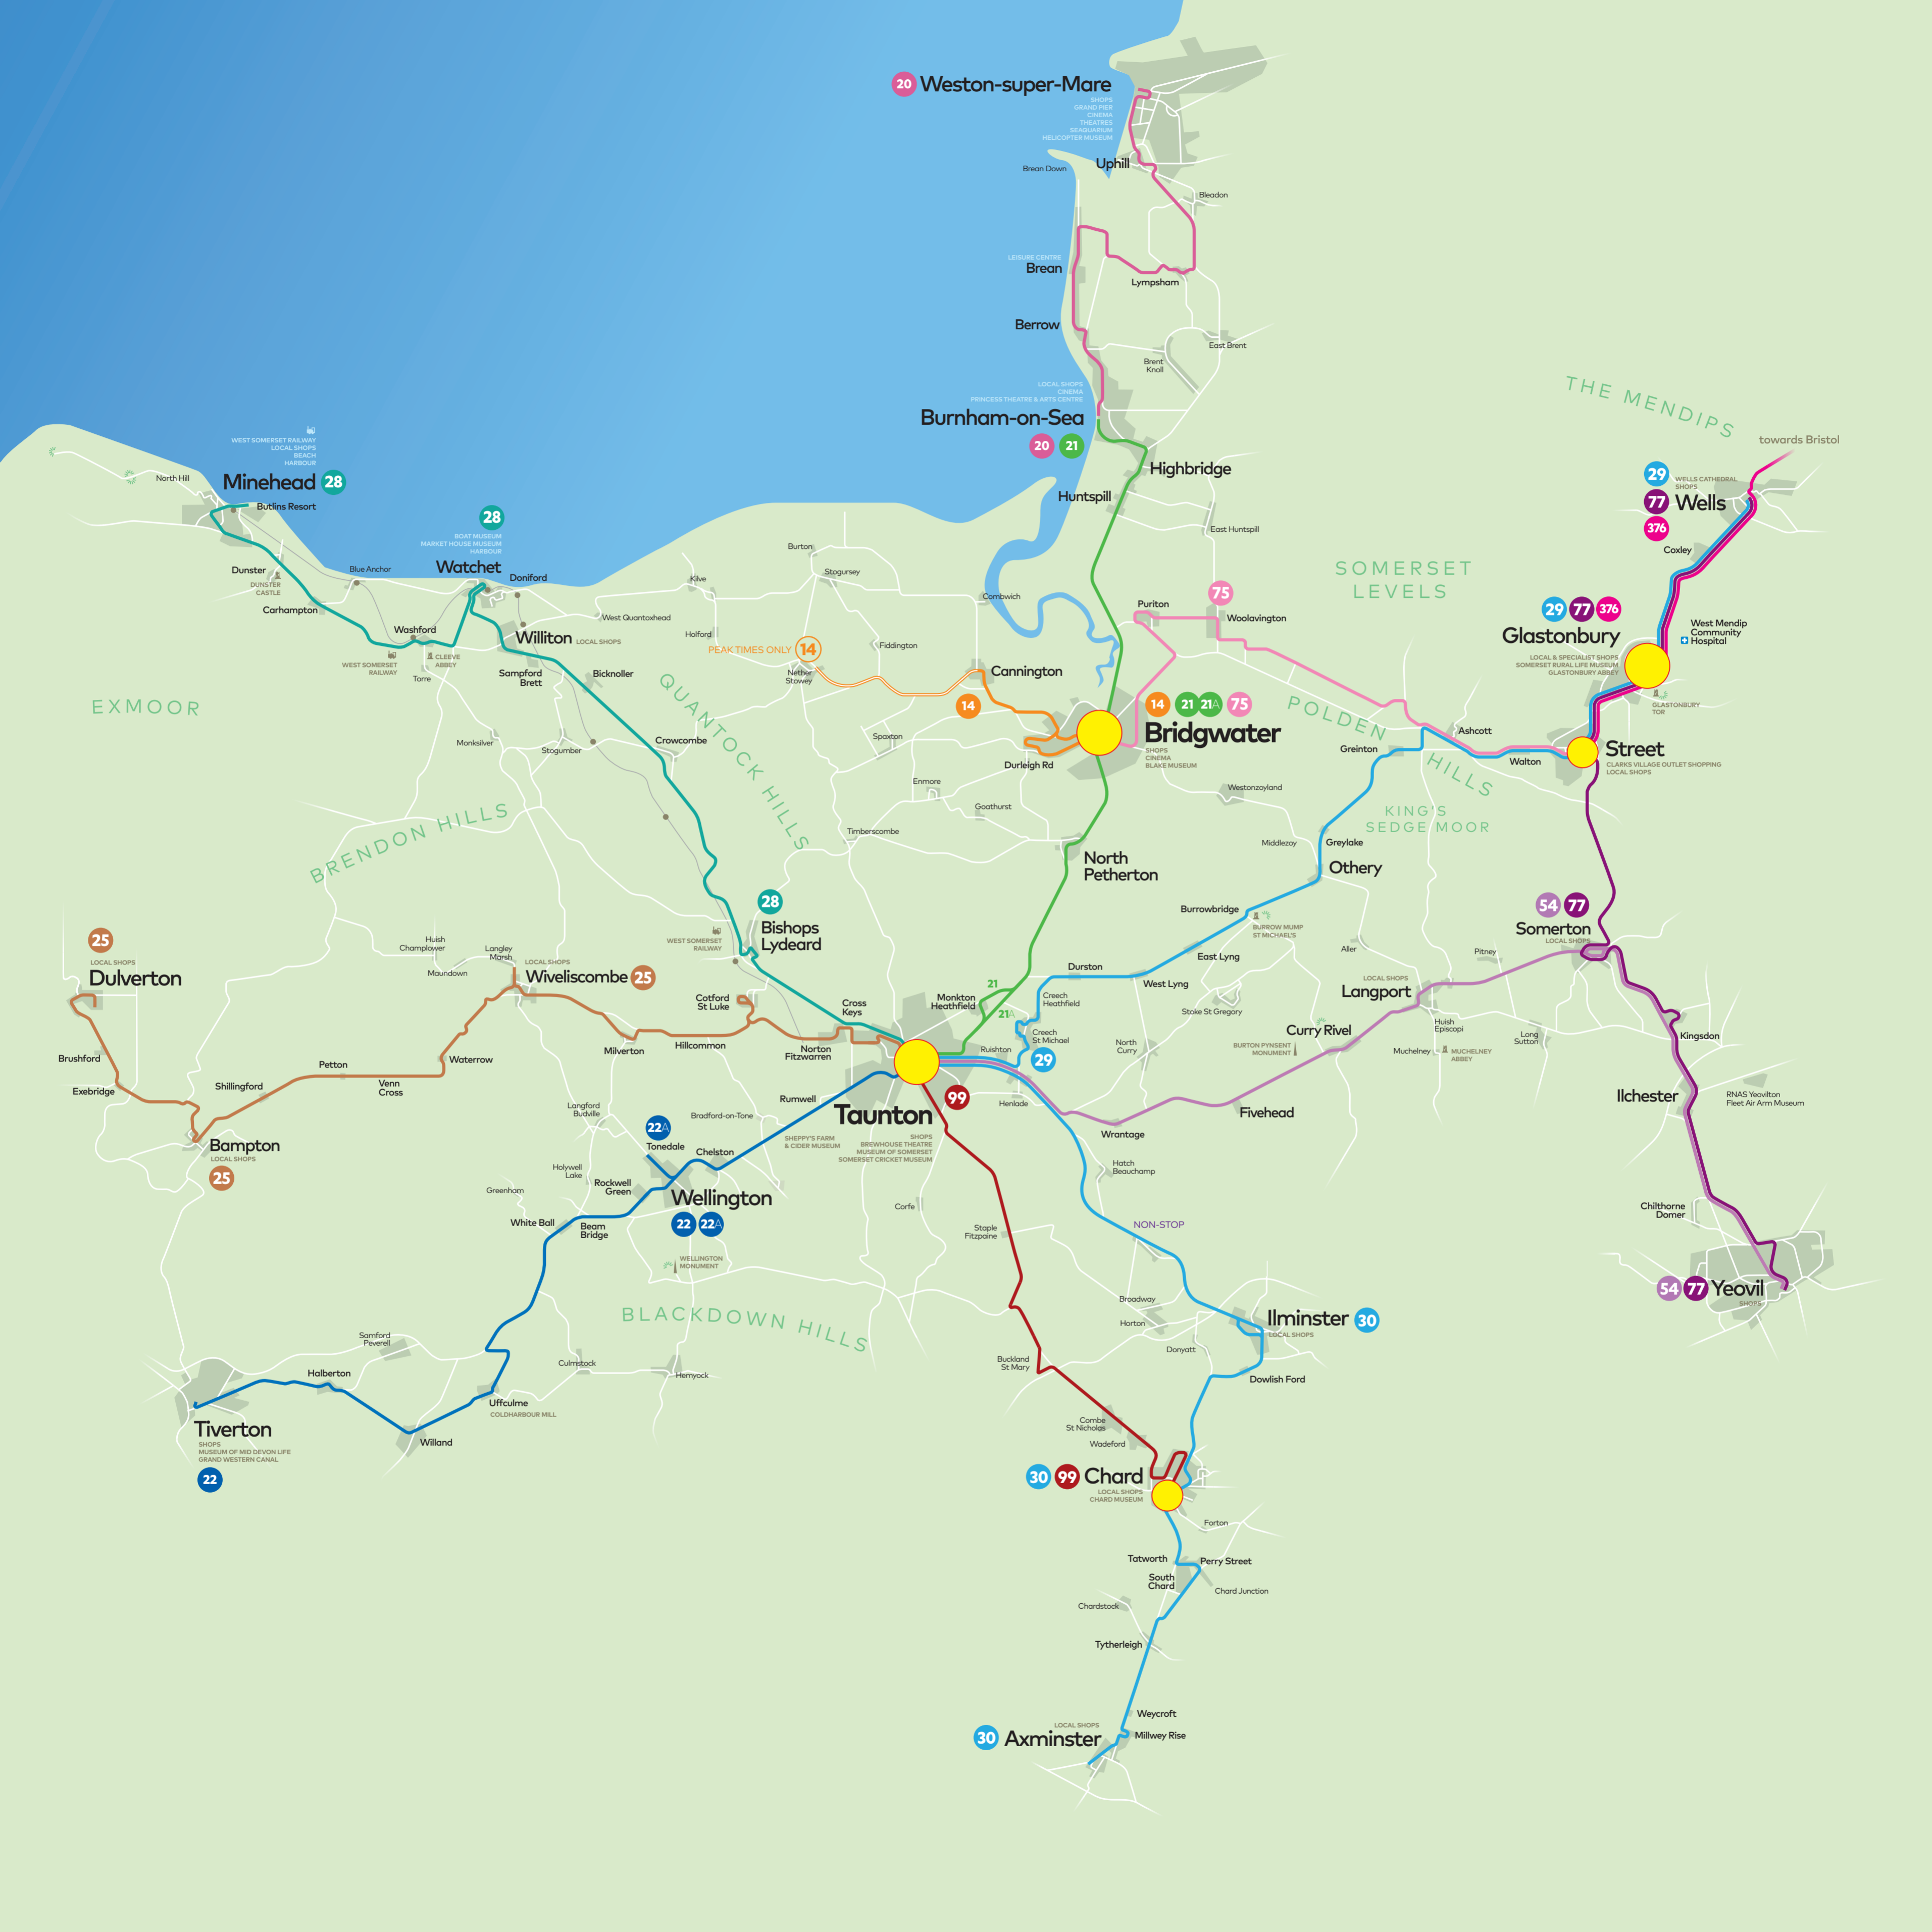 20 Weston-super-Mare
SHOPS
GRAND PIER
CINEMA
THEATRES
SEAQUARIUM
HELICOPTER MUSEUM
Uphill
Brean Down
Bleadon
LEISURE CENTRE
Brean
Lympsham
Berrow
East Brent
Brent
Knoll
LOCAL SHOPS
CINEMA
PRINCESS THEATRE & ARTS CENTRE
Burnham-on-Sea
20 21
Highbridge
Huntspill
East Huntspill
THE MENDIPS
towards Bristol
29
WELLS CATHEDRAL
SHOPS
77 Wells
376
Coxley
SOMERSET
LEVELS
29 77 376
Glastonbury
LOCAL & SPECIALIST SHOPS
SOMERSET RURAL LIFE MUSEUM
GLASTONBURY ABBEY
West Mendip
Community
Hospital
GLASTONBURY
TOR
WEST SOMERSET RAILWAY
LOCAL SHOPS
BEACH
HARBOUR
North Hill
Minehead 28
Butlins Resort
28
BOAT MUSEUM
MARKET HOUSE MUSEUM
HARBOUR
Watchet
Dunster
DUNSTER
CASTLE
Blue Anchor
Doniford
Carhampton
Washford
WEST SOMERSET
RAILWAY
CLEEVE
ABBEY
Torre
Williton LOCAL SHOPS
West Quantoxhead
Kilve
Holford
Burton
Stogursey
Combwich
Fiddington
PEAK TIMES ONLY 14
Nether
Stowey
Cannington
14
75
Puriton
Woolavington
Sampford
Brett
Bicknoller
EXMOOR
QUANTOCK HILLS
Monksilver
Stogumber
Crowcombe
Spaxton
Enmore
Goathurst
Durleigh Rd
14 21 21A 75
Bridgwater
SHOPS
CINEMA
BLAKE MUSEUM
POLDEN HILLS
Ashcott
Greinton
Walton
Street
CLARKS VILLAGE OUTLET SHOPPING
LOCAL SHOPS
Westonzoyland
KING'S
SEDGE MOOR
BRENDON HILLS
Timberscombe
North
Petherton
Middlezoy
Greylake
Othery
28
Bishops
Lydeard
WEST SOMERSET
RAILWAY
Burrowbridge
BURROW MUMP
ST MICHAEL'S
54 77
Somerton
LOCAL SHOPS
25
LOCAL SHOPS
Dulverton
Huish
Champflower
Maundown
Langley
Marsh
LOCAL SHOPS
Wiveliscombe 25
East Lyng
Aller
Pitney
Durston
West Lyng
LOCAL SHOPS
Langport
Cotford
St Luke
Cross
Keys
Monkton
Heathfield
21
21A
Creech
Heathfield
Stoke St Gregory
Huish
Episcopi
Creech
St Michael
29
Ruishton
North
Curry
Curry Rivel
BURTON PYNSENT
MONUMENT
Muchelney
MUCHELNEY
ABBEY
Long
Sutton
Kingsdon
Brushford
Exebridge
Shillingford
Petton
Venn
Cross
Waterrow
Milverton
Hillcommon
Norton
Fitzwarren
Bampton
LOCAL SHOPS
25
Taunton
99
SHOPS
BREWHOUSE THEATRE
MUSEUM OF SOMERSET
SOMERSET CRICKET MUSEUM
Henlade
Wrantage
Fivehead
Ilchester
RNAS Yeovilton
Fleet Air Arm Museum
Rumwell
Langford
Budville
22A
Tonedale
Bradford-on-Tone
SHEPPY'S FARM
& CIDER MUSEUM
Chelston
Holywell
Lake
Rockwell
Green
Wellington
22 22A
Greenham
White Ball
Beam
Bridge
WELLINGTON
MONUMENT
Corfe
Staple
Fitzpaine
Hatch
Beauchamp
NON-STOP
Chilthorne
Domer
54 77 Yeovil
SHOPS
BLACKDOWN HILLS
Samford
Peverell
Culmstock
Hemyock
Halberton
Uffculme
COLDHARBOUR MILL
Tiverton
SHOPS
MUSEUM OF MID DEVON LIFE
GRAND WESTERN CANAL
22
Willand
Broadway
Horton
Ilminster 30
LOCAL SHOPS
Donyatt
Buckland
St Mary
Dowlish Ford
Combe
St Nicholas
Wadeford
30 99 Chard
LOCAL SHOPS
CHARD MUSEUM
Forton
Tatworth
Perry Street
South
Chard
Chard Junction
Chardstock
Tytherleigh
Weycroft
LOCAL SHOPS
30 Axminster
Millwey Rise